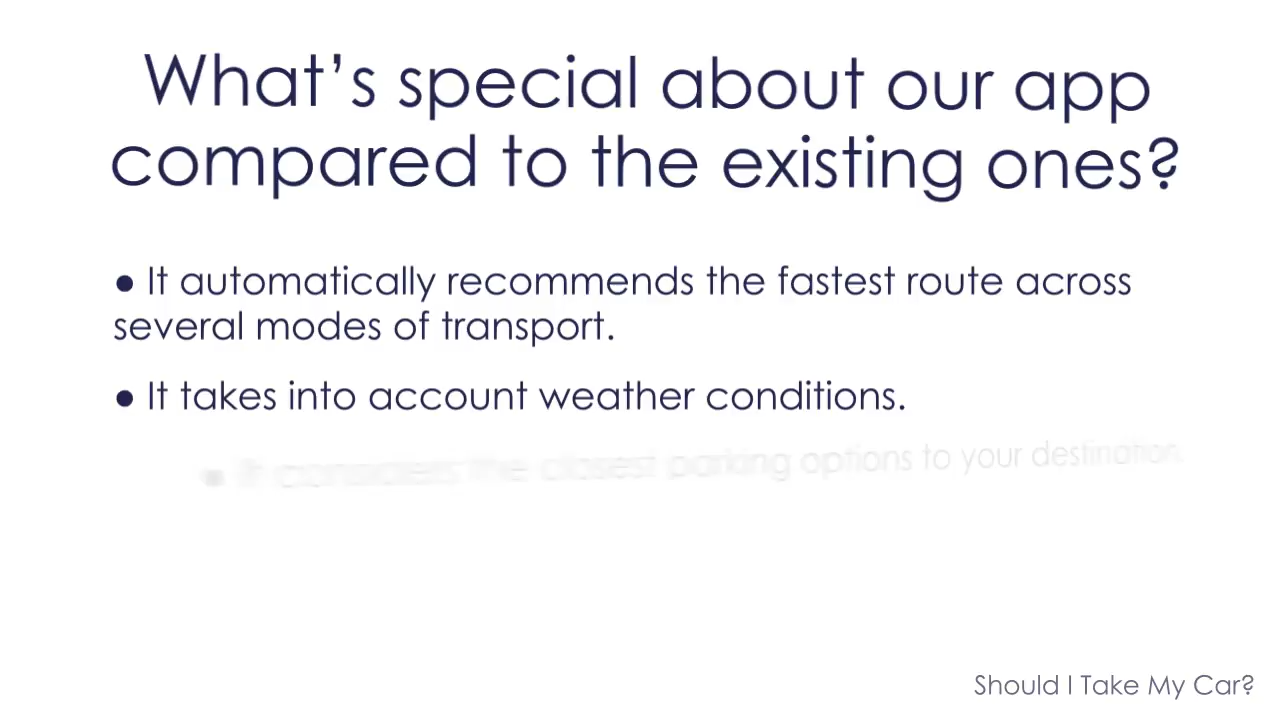 What’s special about our app
compared to the existing ones?
● It automatically recommends the fastest route across
several modes of transport.
● It takes into account weather conditions.
● It considers the closest parking options to your destination.
Should I Take My Car?